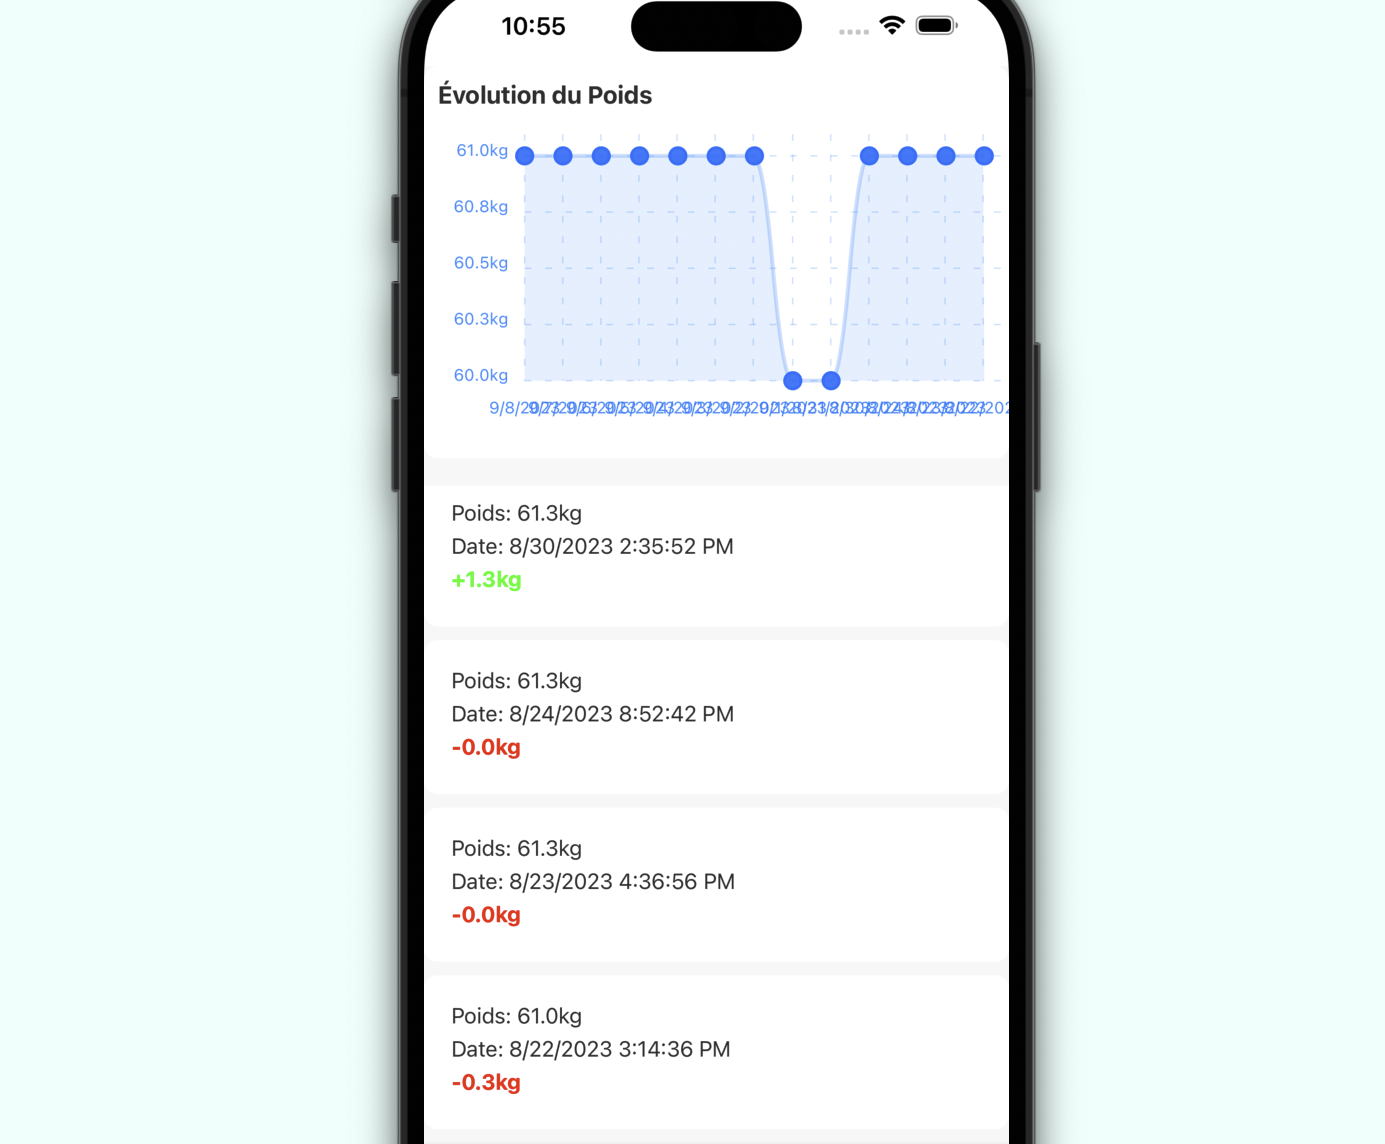 10:55
Évolution du Poids
61.0kg
60.8kg
60.5kg
60.3kg
60.0kg
9/8/20
Poids: 61.3kg
Date: 8/30/2023 2:35:52 PM
+1.3kg
Poids: 61.3kg
Date: 8/24/2023 8:52:42 PM
-0.0kg
Poids: 61.3kg
Date: 8/23/2023 4:36:56 PM
-0.0kg
Poids: 61.0kg
Date: 8/22/2023 3:14:36 PM
-0.3kg